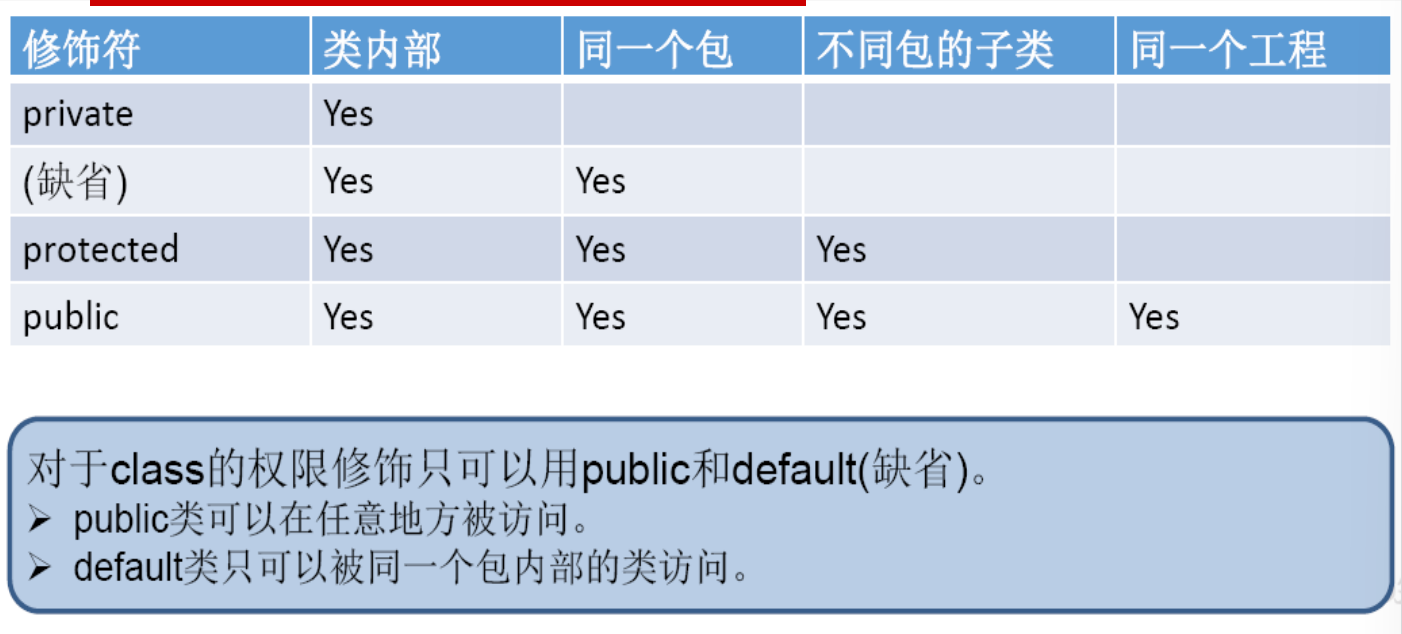 修饰符 类内部 同一个包 不同包的子类 同一个工程
private Yes
(缺省) Yes Yes
protected Yes Yes Yes
public Yes Yes Yes Yes
对于class的权限修饰只可以用public和default(缺省)。
➢ public类可以在任意地方被访问。
➢ default类只可以被同一个包内部的类访问。